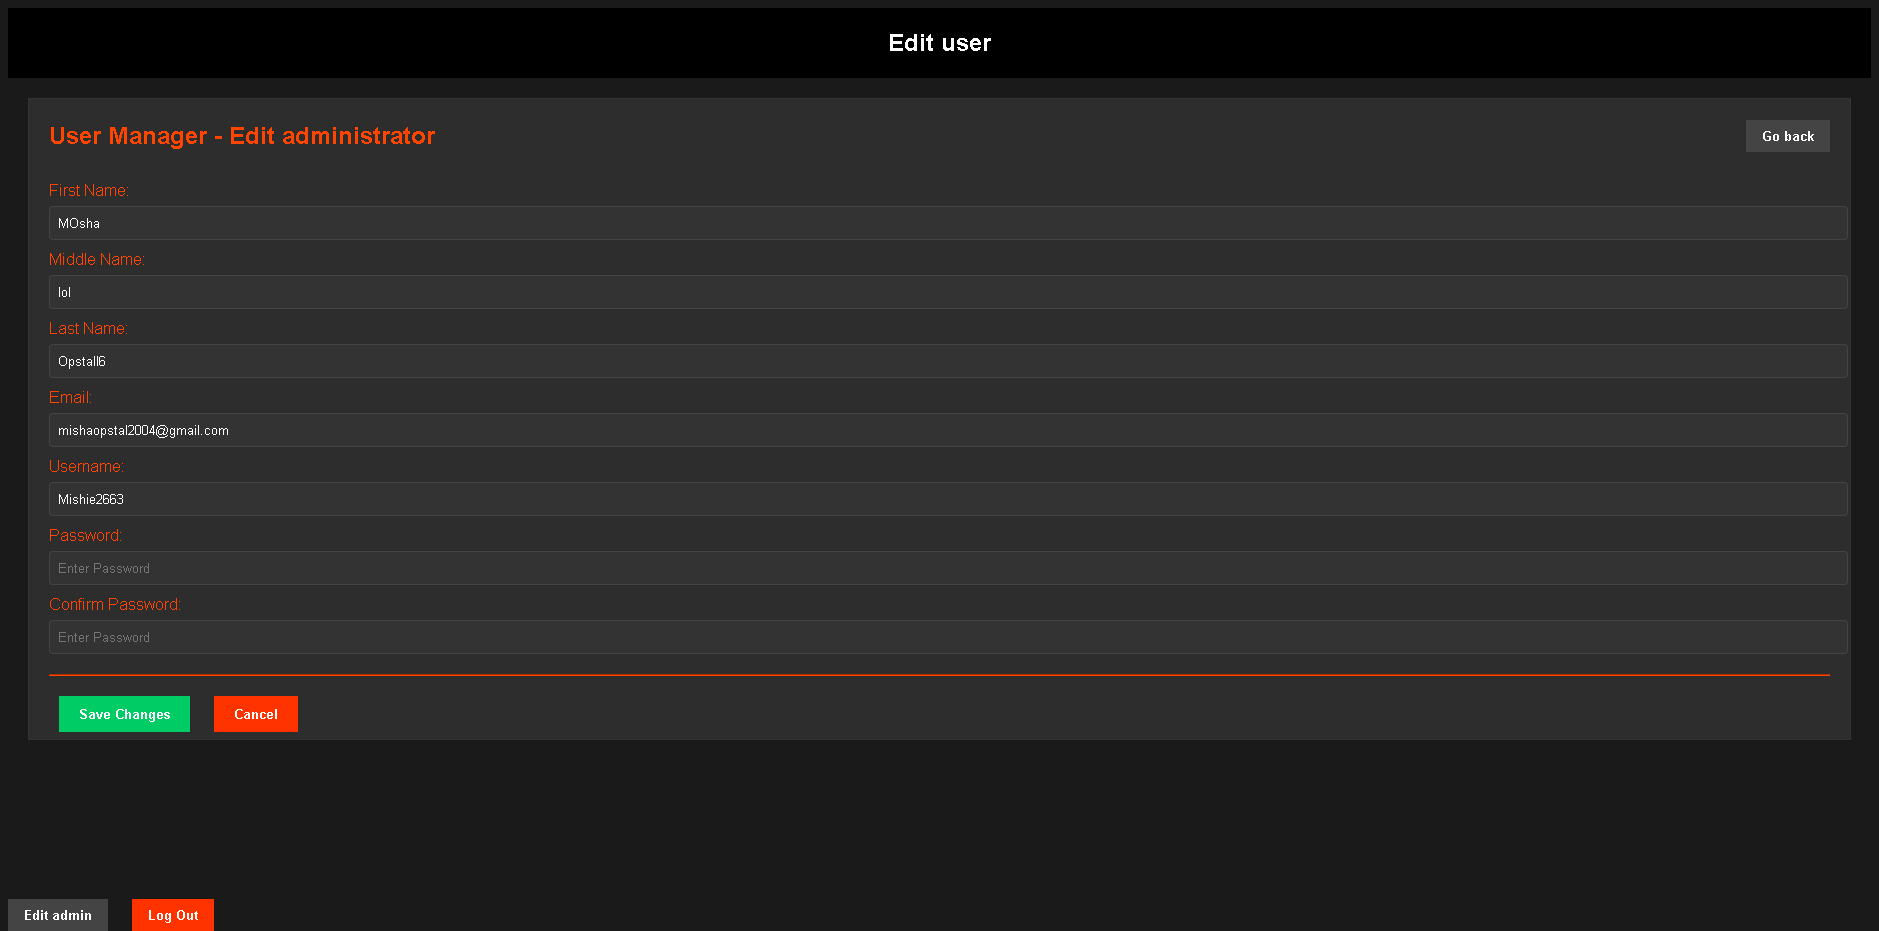 Edit user
User Manager - Edit administrator
Go back
First Name:
MOsha
Middle Name:
lol
Last Name:
Opstall6
Email:
mishaopstal2004@gmail.com
Username:
Mishie2663
Password:
Enter Password
Confirm Password:
Enter Password
Save Changes Cancel
Edit admin Log Out